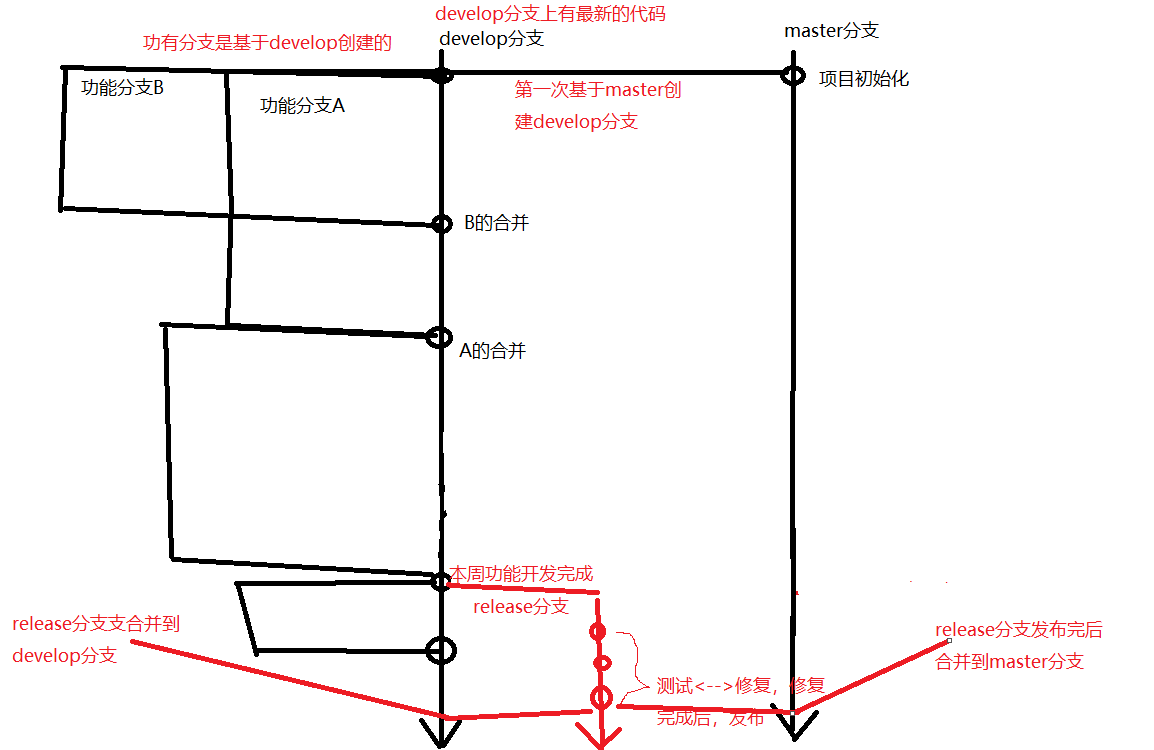 develop分支上有最新的代码
功有分支是基于develop创建的
develop分支
master分支
功能分支B
功能分支A
第一次基于master创
建develop分支
项目初始化
B的合并
A的合并
本周功能开发完成
release分支
release分支支合并到
develop分支
release分支发布完后
合并到master分支
测试<-->修复，修复
完成后，发布